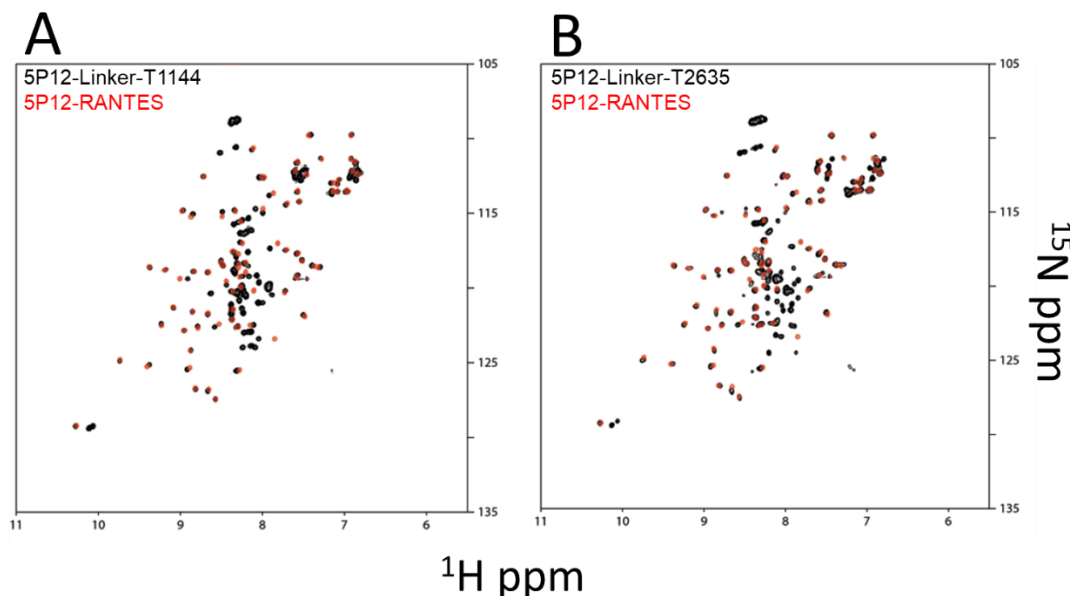 A
5P12-Linker-T1144
5P12-RANTES
105
115
125
135
11
10
9
8
7
6
B
5P12-Linker-T2635
5P12-RANTES
105
115
125
135
11
10
9
8
7
6
15N ppm
1H ppm